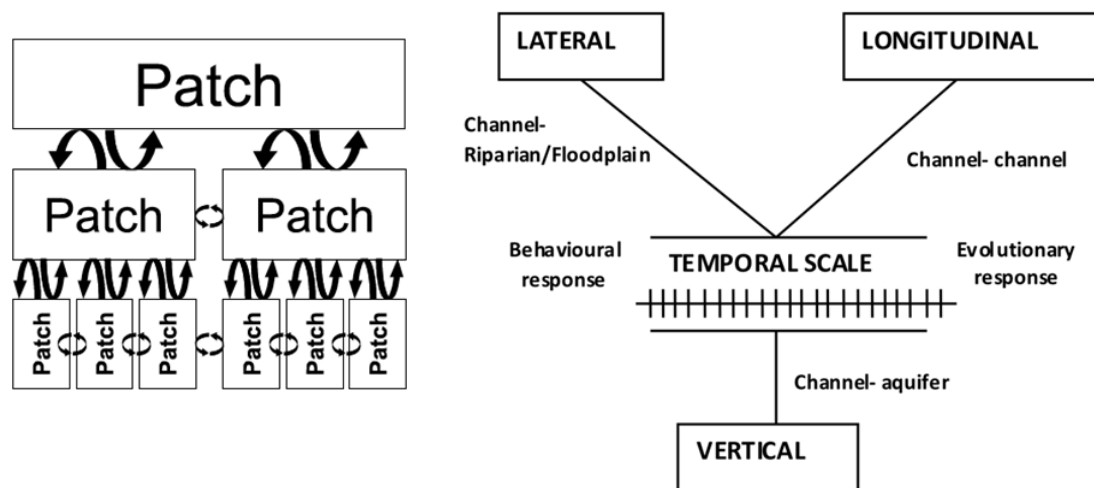 Patch
Patch
Patch
Patch
Patch
Patch
Patch
Patch
Patch
LATERAL
LONGITUDINAL
Channel-
Riparian/Floodplain
Channel- channel
Behavioural
response
TEMPORAL SCALE
Evolutionary
response
Channel- aquifer
VERTICAL